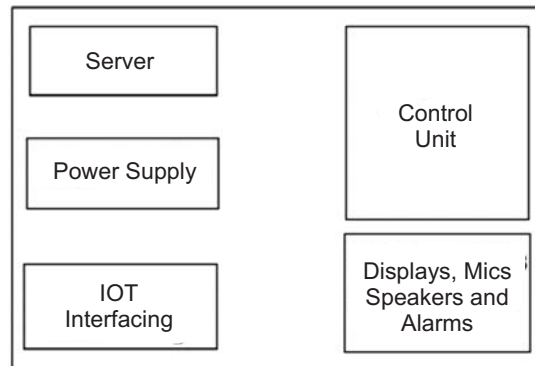 Server
Power Supply
IOT
Interfacing
Control
Unit
Displays, Mics
Speakers and
Alarms